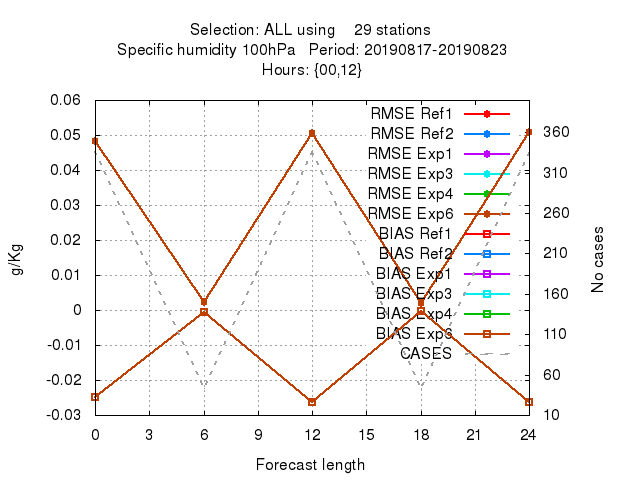 Selection: ALL using    29 stations
Specific humidity 100hPa   Period: 20190817-20190823
Hours: {00,12}
0.06
0.05
0.04
0.03
0.02
0.01
0
-0.01
-0.02
-0.03
g/Kg
RMSE Ref1
RMSE Ref2
RMSE Exp1
RMSE Exp3
RMSE Exp4
RMSE Exp6
BIAS Ref1
BIAS Ref2
BIAS Exp1
BIAS Exp3
BIAS Exp4
BIAS Exp6
CASES
360
310
260
210
160
110
60
10
No cases
0 3 6 9 12 15 18 21 24
Forecast length